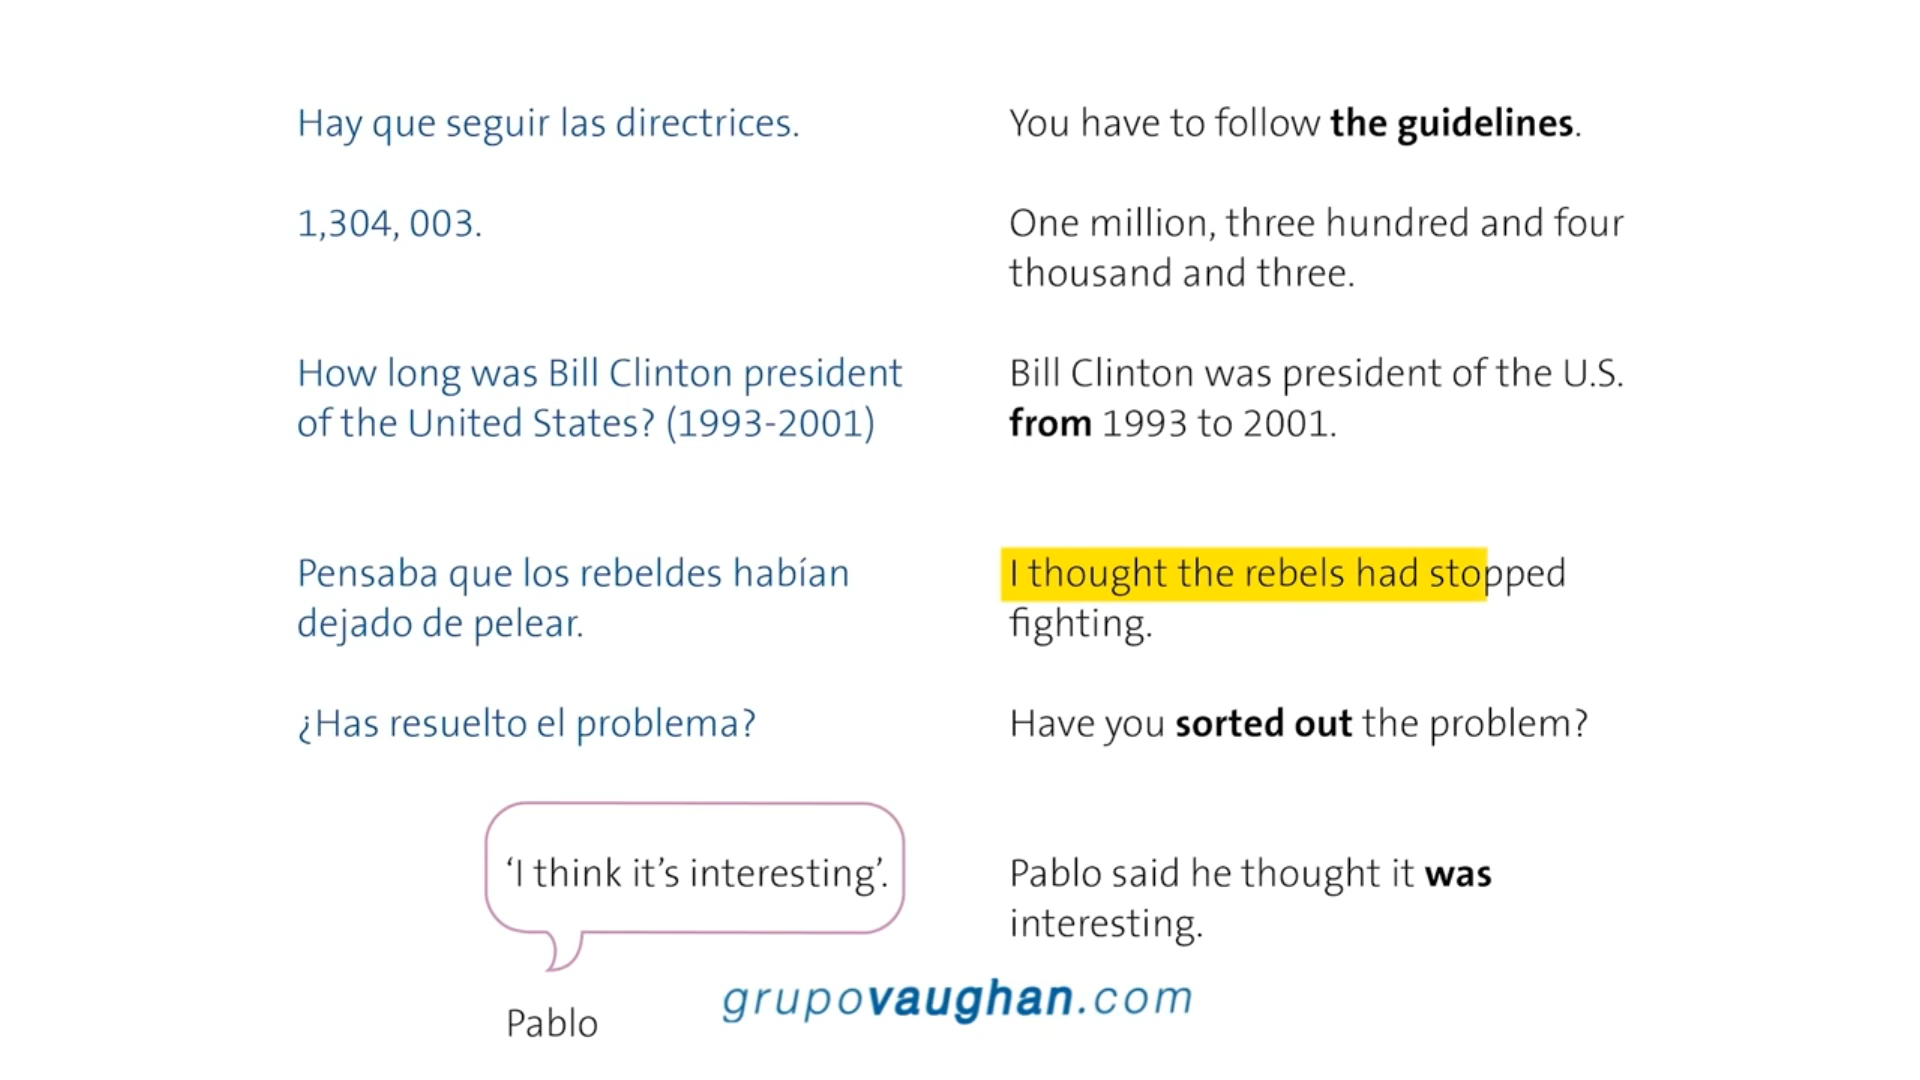 Hay que seguir las directrices.
You have to follow the guidelines.
1,304, 003.
One million, three hundred and four
thousand and three.
How long was Bill Clinton president
of the United States? (1993-2001)
Bill Clinton was president of the U.S.
from 1993 to 2001.
Pensaba que los rebeldes habían
dejado de pelear.
I thought the rebels had stopped
fighting.
¿Has resuelto el problema?
Have you sorted out the problem?
‘I think it’s interesting’.
Pablo
Pablo said he thought it was
interesting.
grupovaughan.com